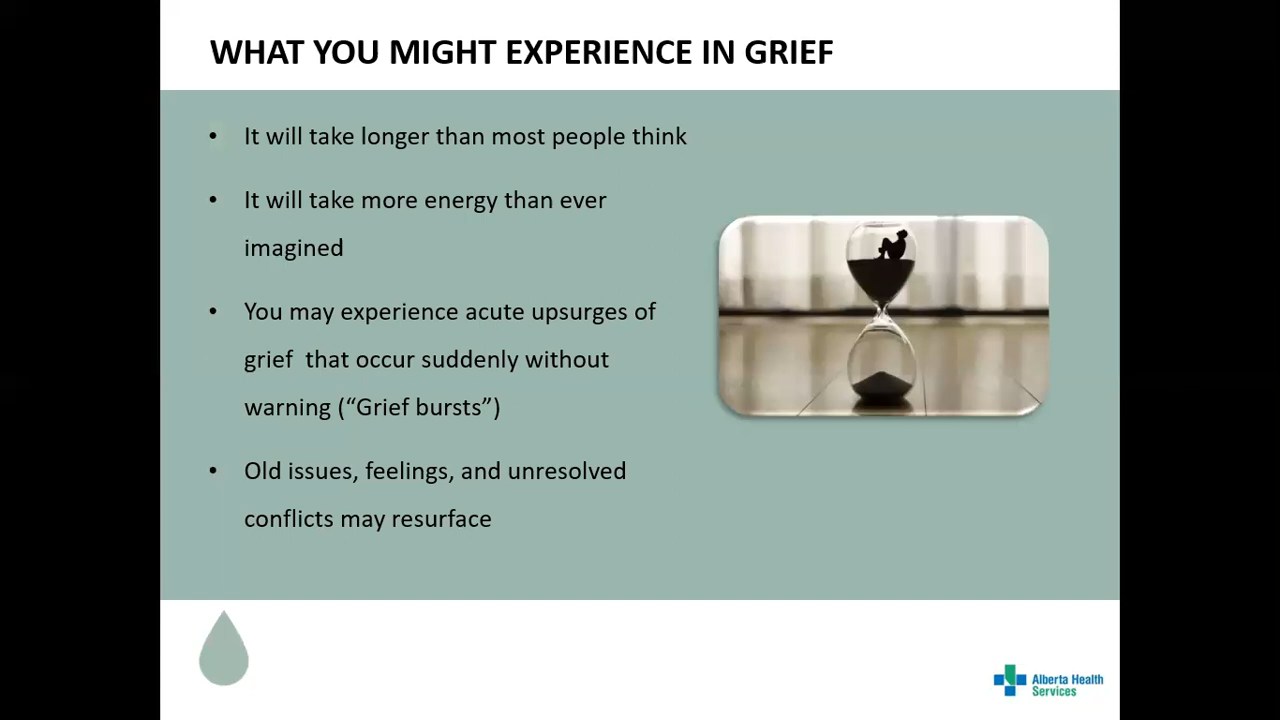 WHAT YOU MIGHT EXPERIENCE IN GRIEF
• It will take longer than most people think
• It will take more energy than ever
imagined
• You may experience acute upsurges of
grief  that occur suddenly without
warning (“Grief bursts”)
• Old issues, feelings, and unresolved
conflicts may resurface
Alberta Health
Services